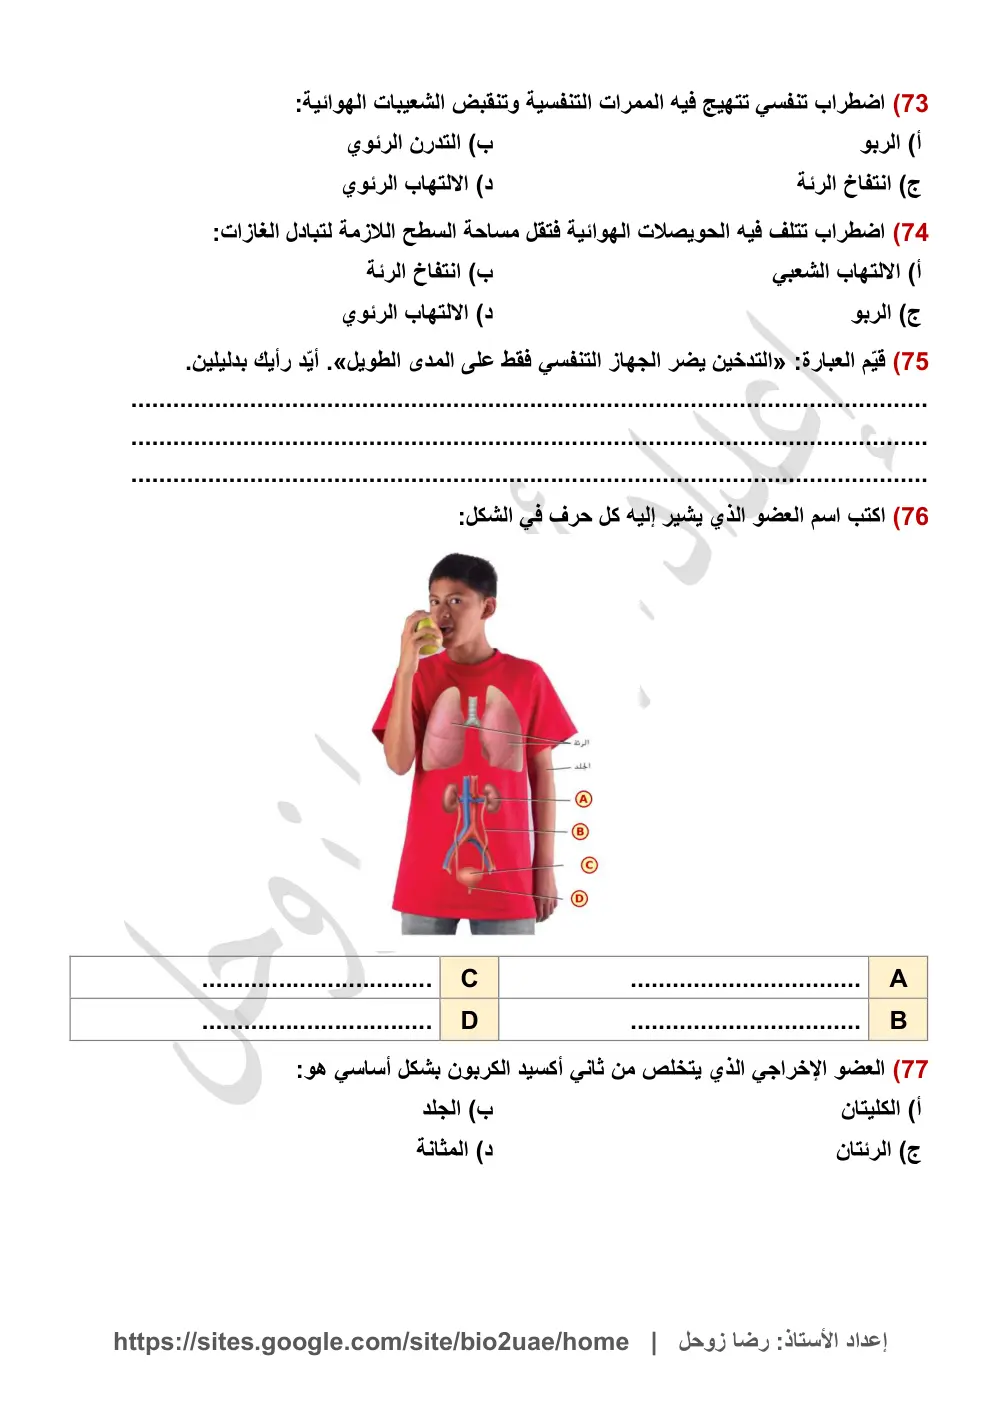 73) اضطراب تنفسي تتهيج فيه الممرات التنفسية وتنقبض الشعيبات الهوائية:
أ) الربو ب) التدرن الرئوي
ج) انتفاخ الرئة د) الالتهاب الرئوي
74) اضطراب تتلف فيه الحويصلات الهوائية فتقل مساحة السطح اللازمة لتبادل الغازات:
أ) الالتهاب الشعبي ب) انتفاخ الرئة
ج) الربو د) الالتهاب الرئوي
75) قيّم العبارة: «التدخين يضر الجهاز التنفسي فقط على المدى الطويل». أيّد رأيك بدليلين.
76) اكتب اسم العضو الذي يشير إليه كل حرف في الشكل:
الرئة
الجلد
A
B
C
D
A ................................. C .................................
B ................................. D .................................
77) العضو الإخراجي الذي يتخلص من ثاني أكسيد الكربون بشكل أساسي هو:
أ) الكليتان ب) الجلد
ج) الرئتان د) المثانة
إعداد الأستاذ: رضا زوحل | https://sites.google.com/site/bio2uae/home
إعداد أ. رضا زوحل